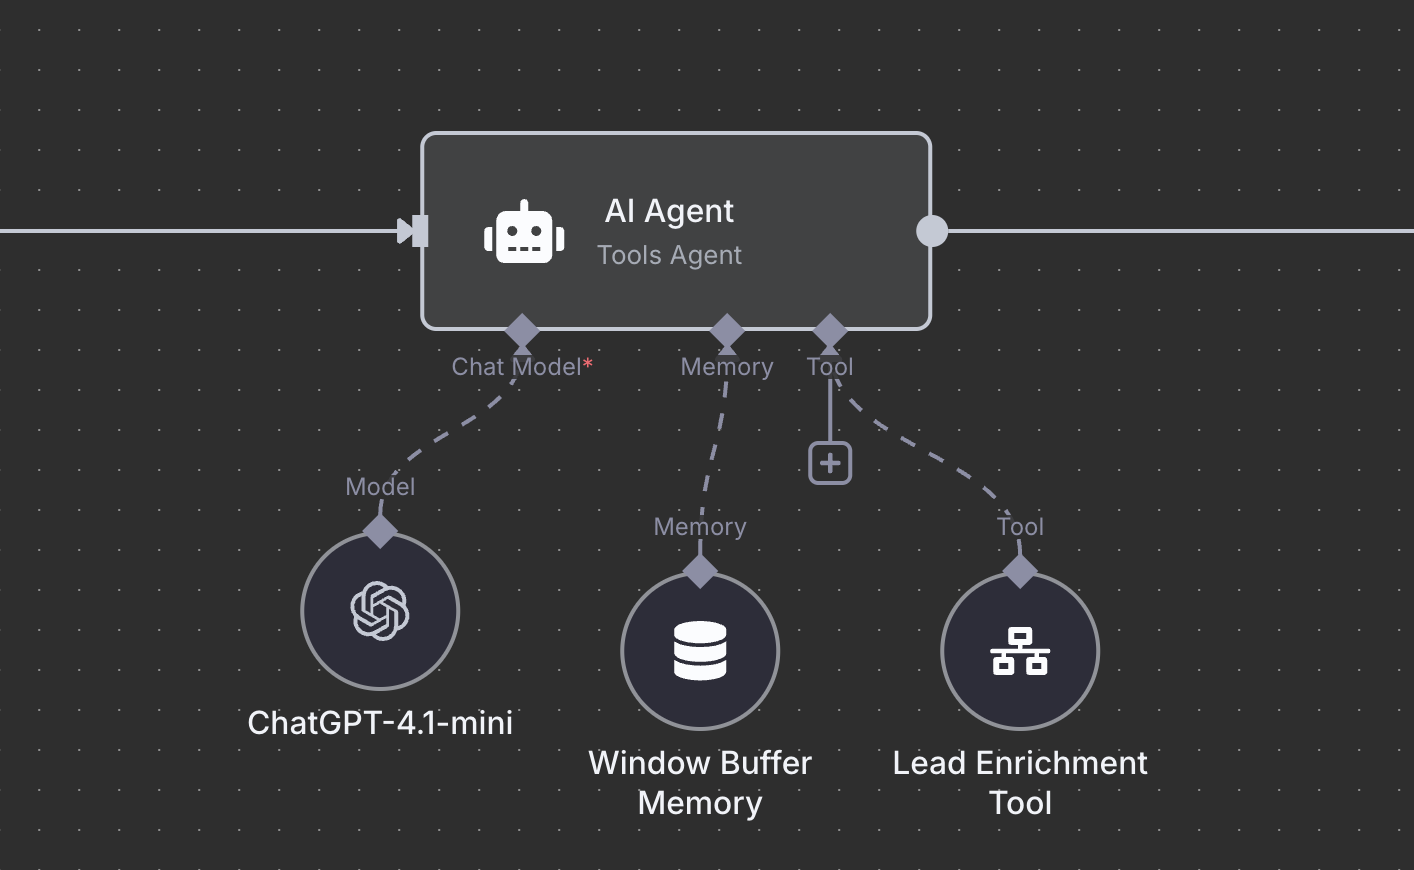 AI Agent
Tools Agent
Chat Model*
Memory
Tool
Model
Memory
Tool
ChatGPT-4.1-mini
Window Buffer
Memory
Lead Enrichment
Tool